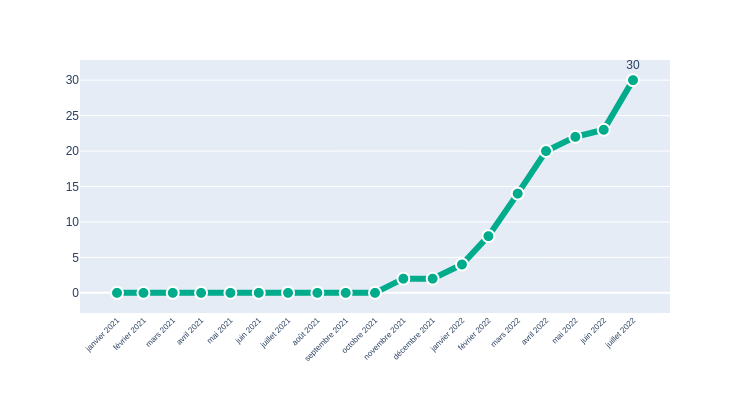 30
30
25
20
15
10
5
0
janvier 2021
février 2021
mars 2021
avril 2021
mai 2021
juin 2021
juillet 2021
août 2021
septembre 2021
octobre 2021
novembre 2021
décembre 2021
janvier 2022
février 2022
mars 2022
avril 2022
mai 2022
juin 2022
juillet 2022